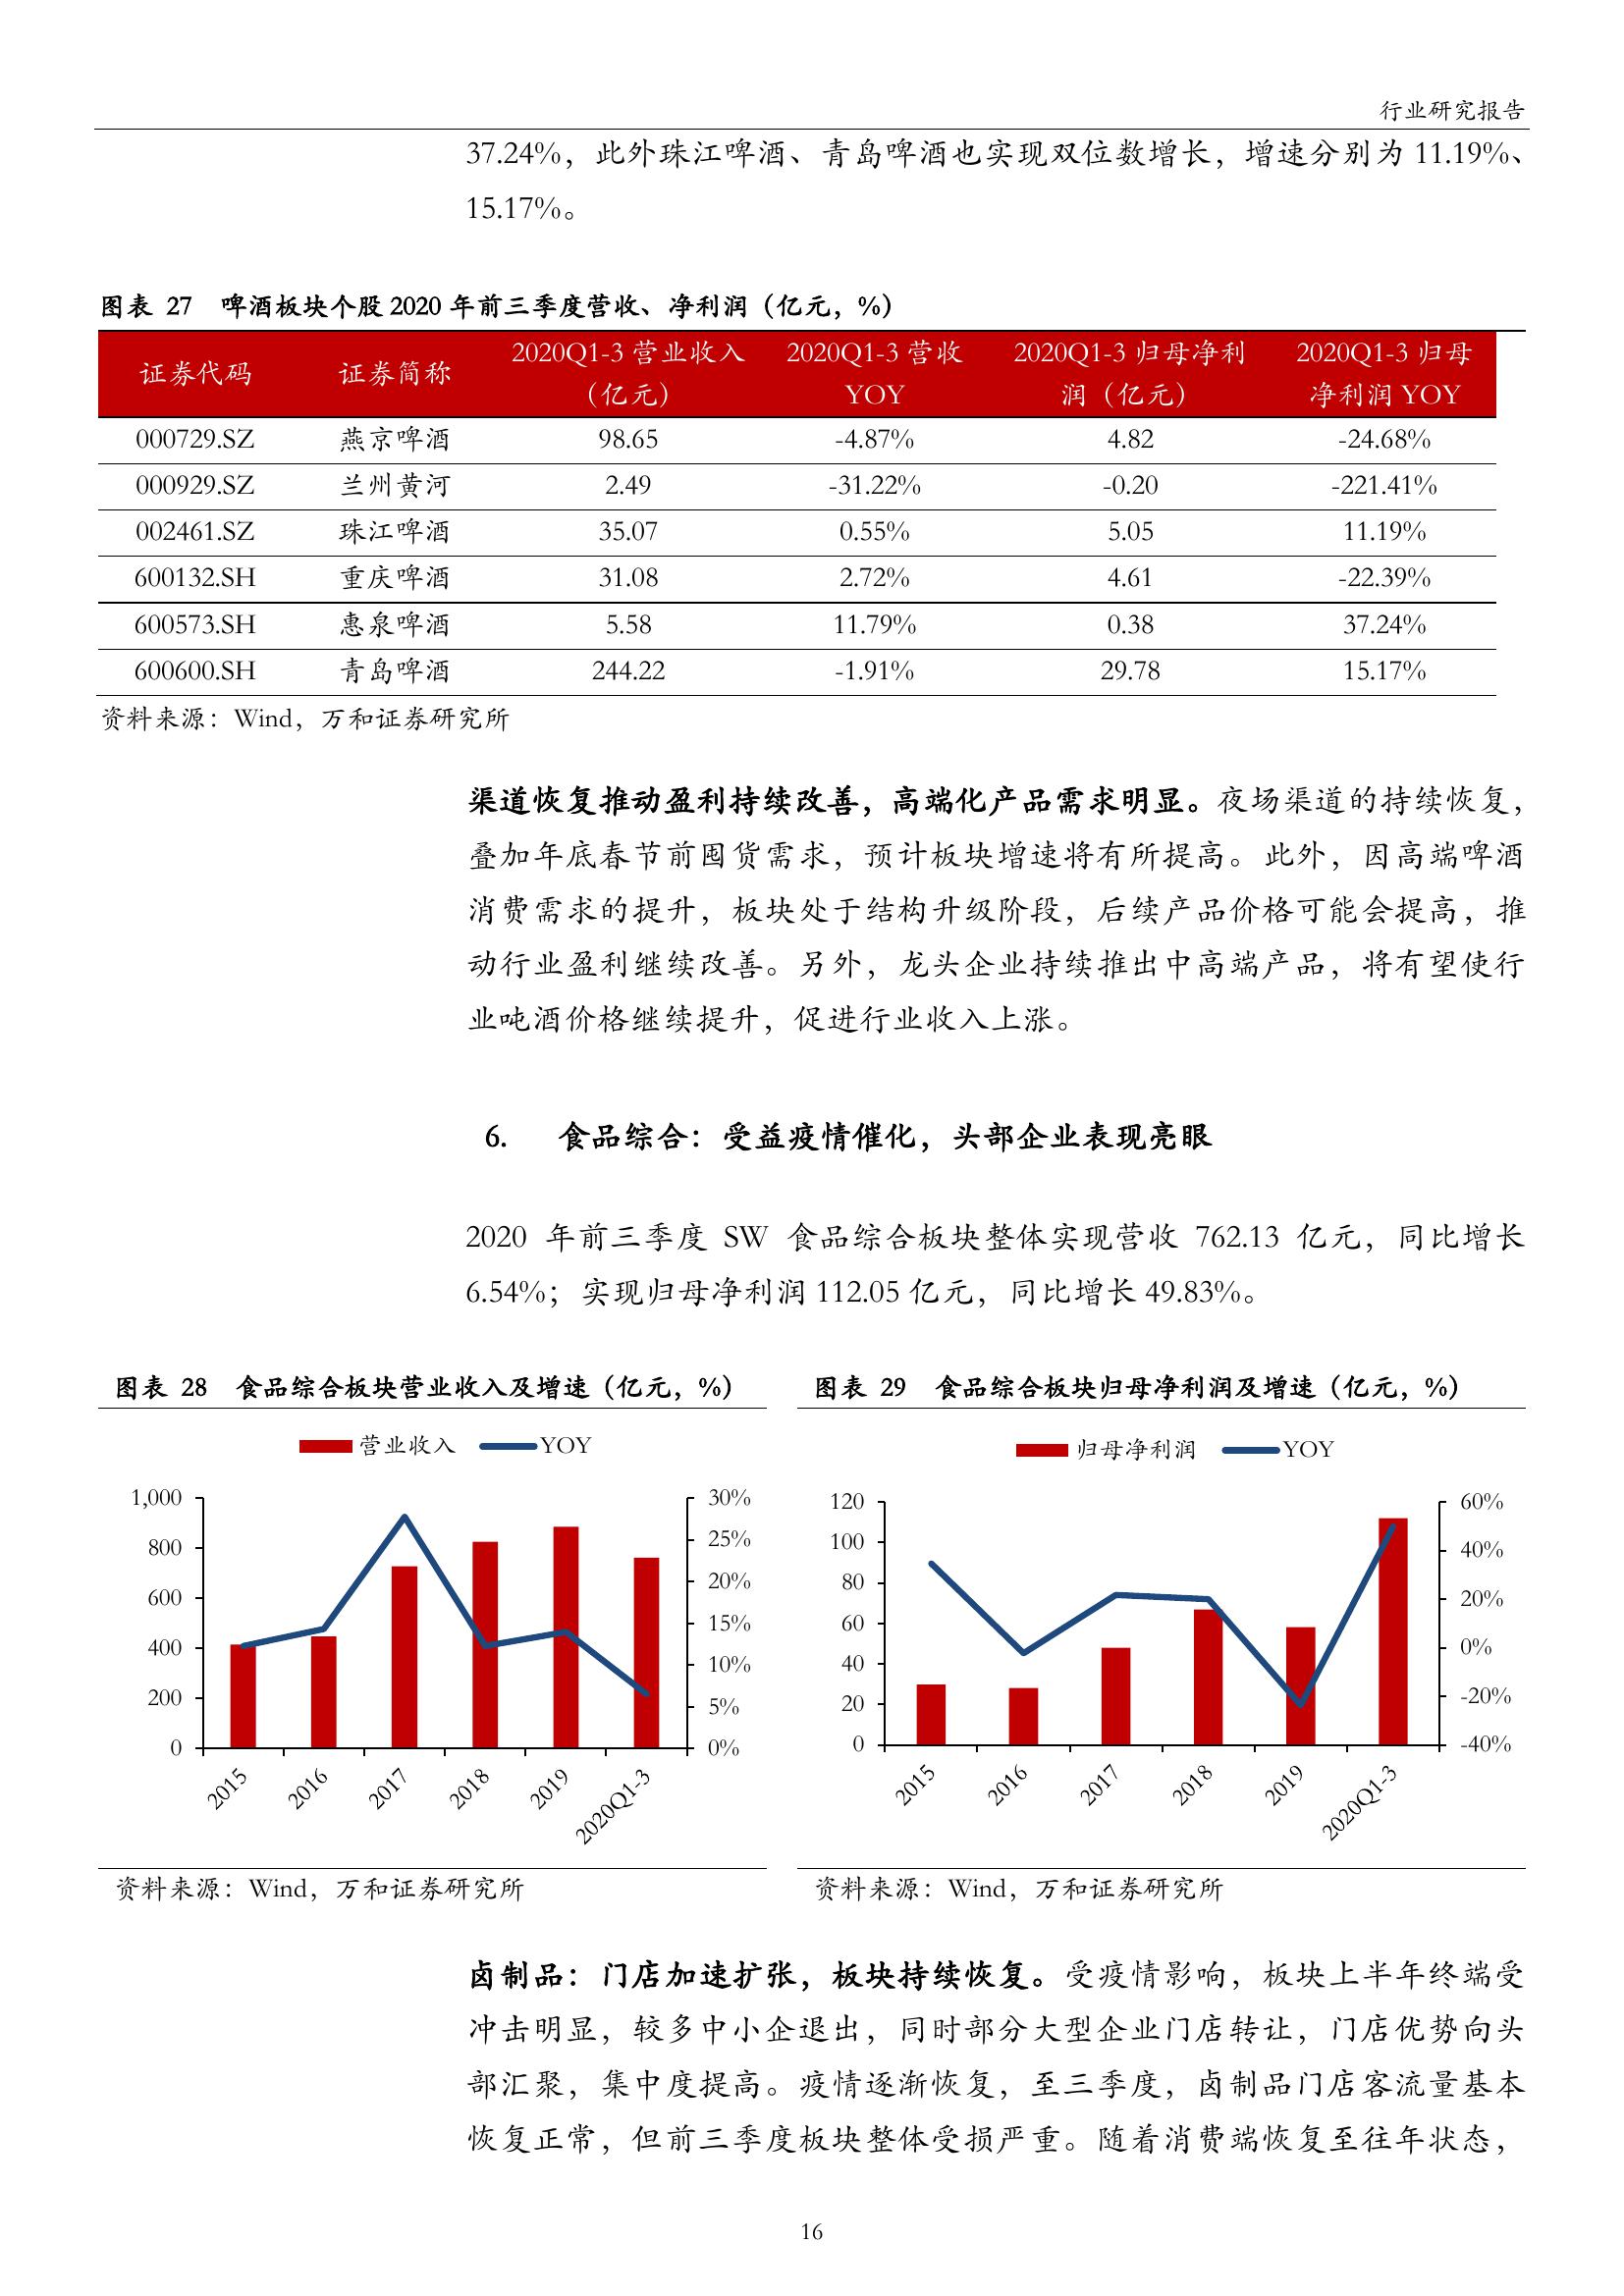 行业研究报告
37.24%，此外珠江啤酒、青岛啤酒也实现双位数增长，增速分别为 11.19%、
15.17%。
图表 27 啤酒板块个股 2020 年前三季度营收、净利润（亿元，%）
证券代码 证券简称 2020Q1-3 营业收入（亿元） 2020Q1-3 营收 YOY 2020Q1-3 归母净利润（亿元） 2020Q1-3 归母净利润 YOY
000729.SZ 燕京啤酒 98.65 -4.87% 4.82 -24.68%
000929.SZ 兰州黄河 2.49 -31.22% -0.20 -221.41%
002461.SZ 珠江啤酒 35.07 0.55% 5.05 11.19%
600132.SH 重庆啤酒 31.08 2.72% 4.61 -22.39%
600573.SH 惠泉啤酒 5.58 11.79% 0.38 37.24%
600600.SH 青岛啤酒 244.22 -1.91% 29.78 15.17%
资料来源：Wind，万和证券研究所
渠道恢复推动盈利持续改善，高端化产品需求明显。夜场渠道的持续恢复，
叠加年底春节前囤货需求，预计板块增速将有所提高。此外，因高端啤酒
消费需求的提升，板块处于结构升级阶段，后续产品价格可能会提高，推
动行业盈利继续改善。另外，龙头企业持续推出中高端产品，将有望使行
业吨酒价格继续提升，促进行业收入上涨。
6. 食品综合：受益疫情催化，头部企业表现亮眼
2020 年前三季度 SW 食品综合板块整体实现营收 762.13 亿元，同比增长
6.54%；实现归母净利润 112.05 亿元，同比增长 49.83%。
图表 28 食品综合板块营业收入及增速（亿元，%）
营业收入 YOY
1,000
800
600
400
200
0
30%
25%
20%
15%
10%
5%
0%
2015
2016
2017
2018
2019
2020Q1-3
资料来源：Wind，万和证券研究所
图表 29 食品综合板块归母净利润及增速（亿元，%）
归母净利润 YOY
120
100
80
60
40
20
0
60%
40%
20%
0%
-20%
-40%
2015
2016
2017
2018
2019
2020Q1-3
资料来源：Wind，万和证券研究所
卤制品：门店加速扩张，板块持续恢复。受疫情影响，板块上半年终端受
冲击明显，较多中小企退出，同时部分大型企业门店转让，门店优势向头
部汇聚，集中度提高。疫情逐渐恢复，至三季度，卤制品门店客流量基本
恢复正常，但前三季度板块整体受损严重。随着消费端恢复至往年状态，
16